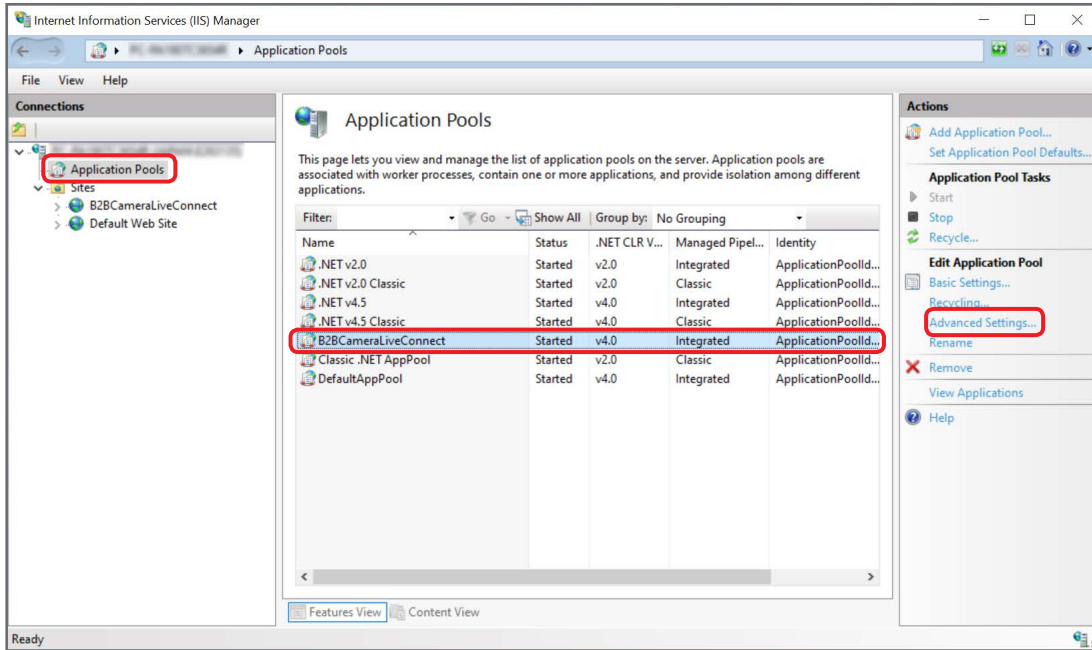 Internet Information Services (IIS) Manager
Application Pools
File View Help
Connections
Application Pools
Sites
B2BCameraLiveConnect
Default Web Site
Application Pools
This page lets you view and manage the list of application pools on the server. Application pools are
associated with worker processes, contain one or more applications, and provide isolation among different
applications.
Filter: Go Show All Group by: No Grouping
Name Status .NET CLR V... Managed Pipel... Identity
.NET v2.0 Started v2.0 Integrated ApplicationPoolId...
.NET v2.0 Classic Started v2.0 Classic ApplicationPoolId...
.NET v4.5 Started v4.0 Integrated ApplicationPoolId...
.NET v4.5 Classic Started v4.0 Classic ApplicationPoolId...
B2BCameraLiveConnect Started v4.0 Integrated ApplicationPoolId...
Classic .NET AppPool Started v2.0 Classic ApplicationPoolId...
DefaultAppPool Started v4.0 Integrated ApplicationPoolId...
Features View Content View
Actions
Add Application Pool...
Set Application Pool Defaults...
Application Pool Tasks
Start
Stop
Recycle...
Edit Application Pool
Basic Settings...
Recycling...
Advanced Settings...
Rename
Remove
View Applications
Help
Ready